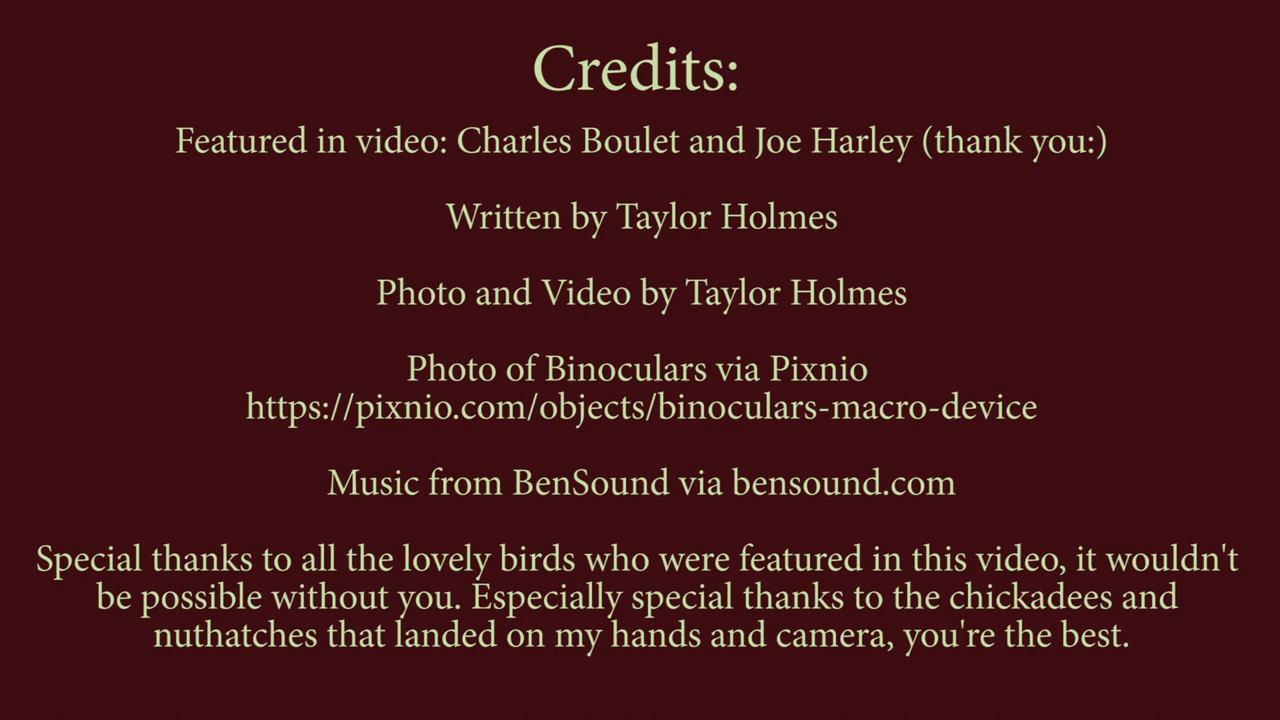 Credits:
Featured in video: Charles Boulet and Joe Harley (thank you:)
Written by Taylor Holmes
Photo and Video by Taylor Holmes
Photo of Binoculars via Pixnio
https://pixnio.com/objects/binoculars-macro-device
Music from BenSound via bensound.com
Special thanks to all the lovely birds who were featured in this video, it wouldn't
be possible without you. Especially special thanks to the chickadees and
nuthatches that landed on my hands and camera, you're the best.